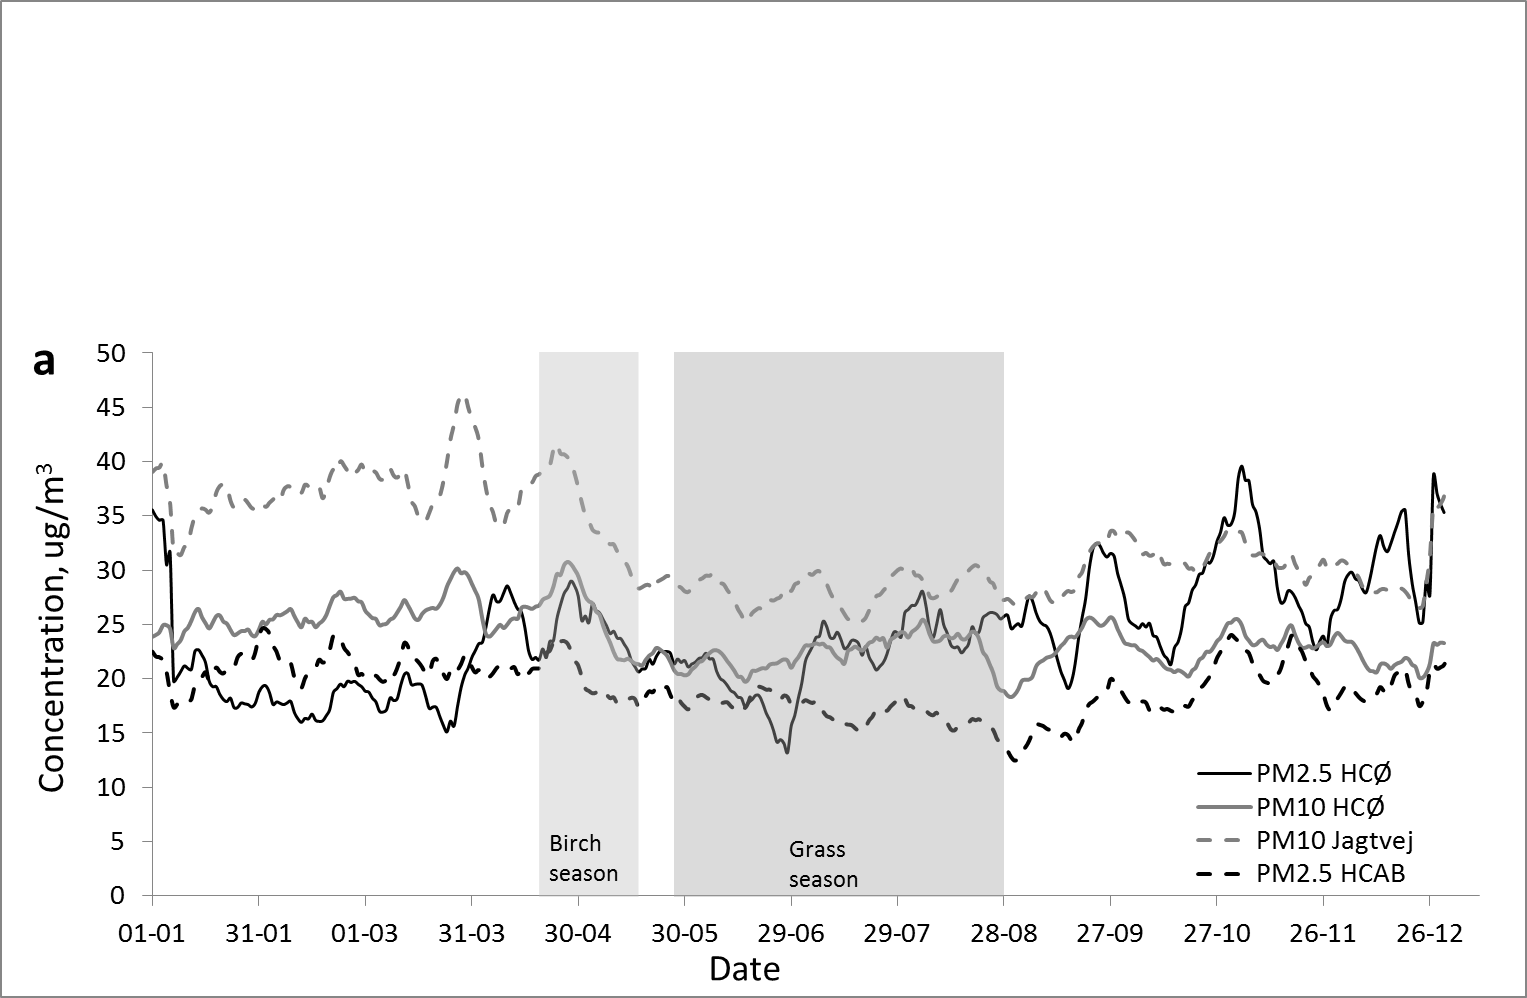 a
Concentration, ug/m³
50
45
40
35
30
25
20
15
10
5
0
Birch
season
Grass
season
PM2.5 HCØ
PM10 HCØ
PM10 Jagtvej
PM2.5 HCAB
01-01 31-01 01-03 31-03 30-04 30-05 29-06 29-07 28-08 27-09 27-10 26-11 26-12
Date